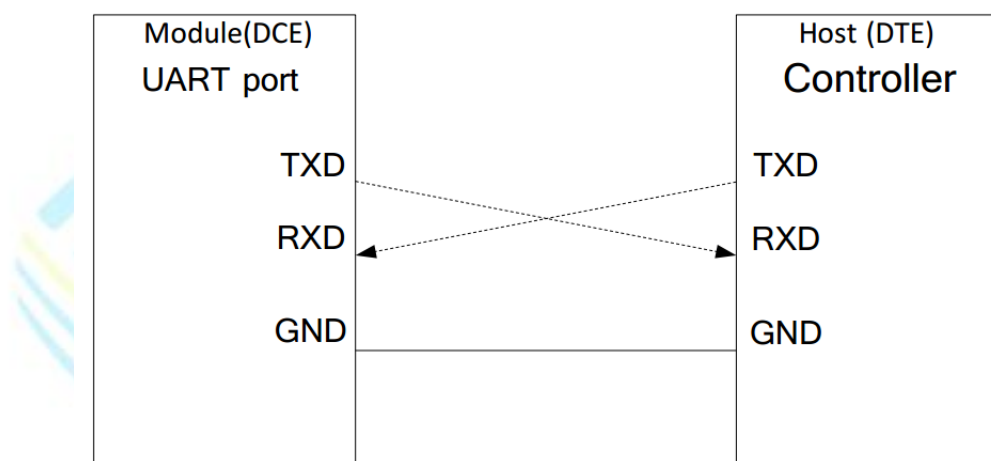 Module(DCE)
UART port
TXD
RXD
GND
Host (DTE)
Controller
TXD
RXD
GND